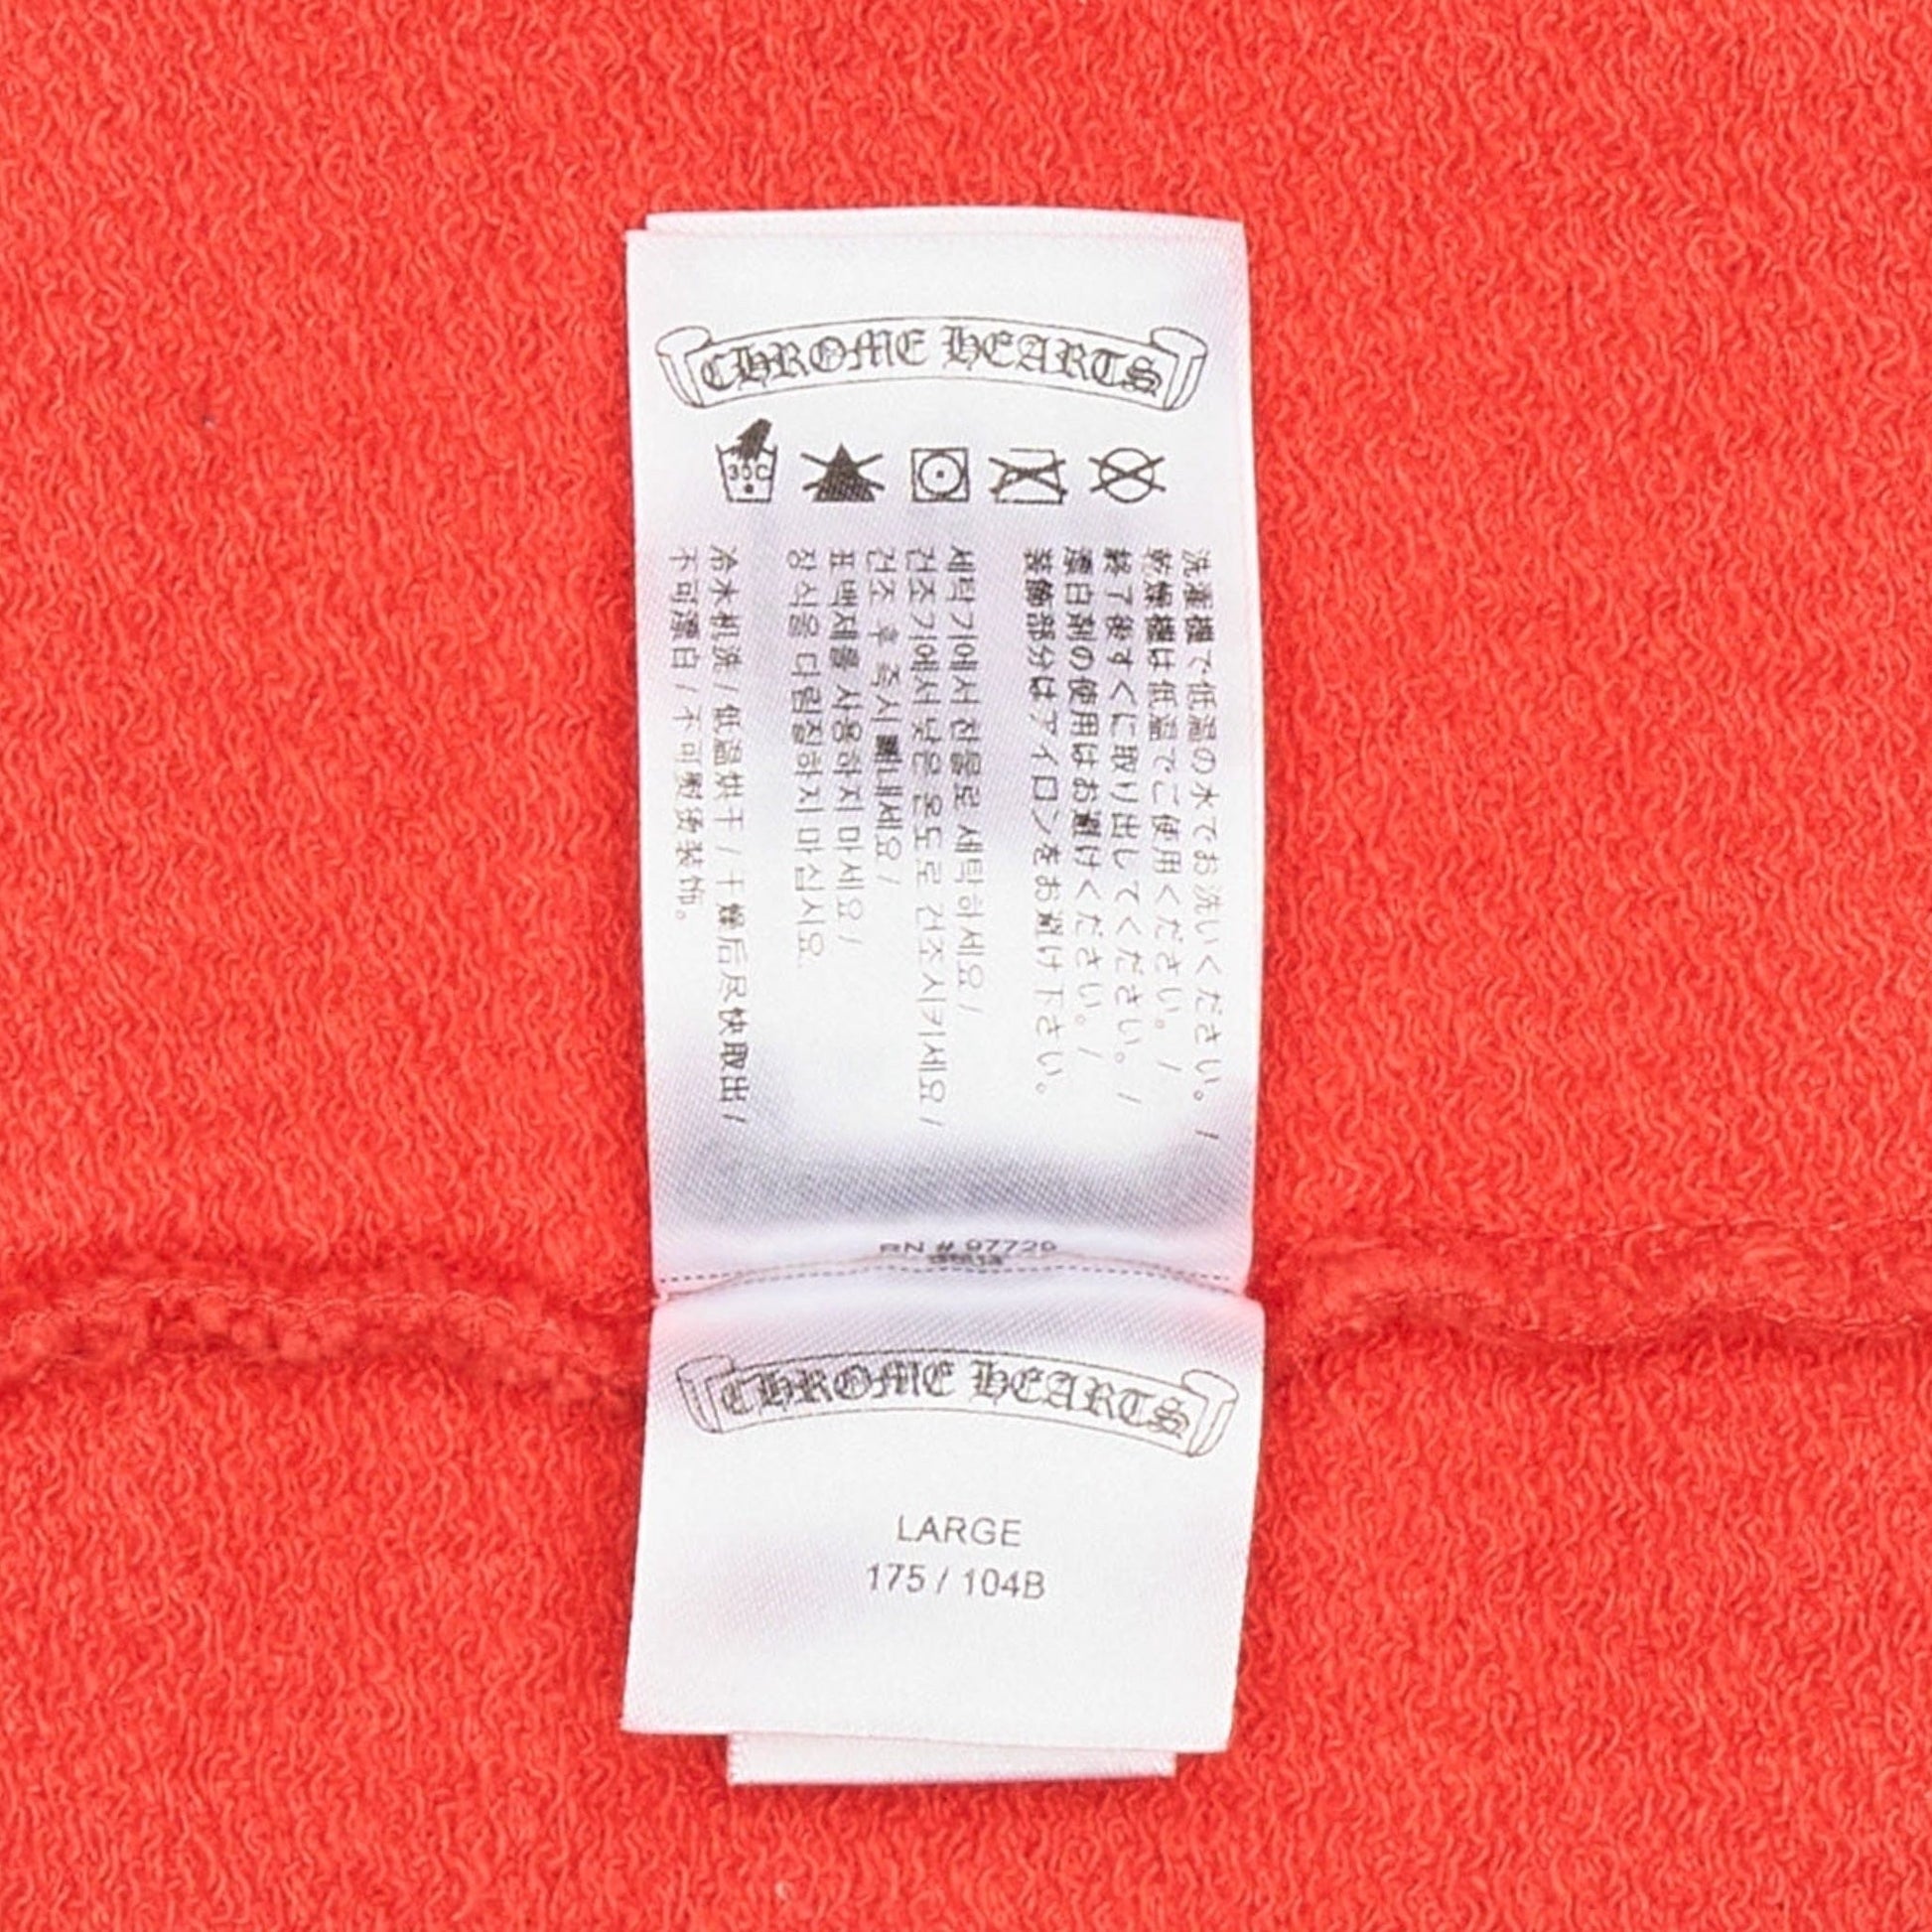 CHROME HEARTS
30C
洗濯機で低温の水でお洗いください。 /
乾燥機は低温でご使用ください。 /
終了後すぐに取り出してください。 /
漂白剤の使用はお避けください。 /
装飾部分はアイロンをお避け下さい。
세탁기에서 찬물로 세탁하세요 /
건조기에서 낮은 온도로 건조시키세요 /
건조 후 즉시 빼내세요 /
표백제를 사용하지 마세요 /
장식을 다림질하지 마십시요.
冷水机洗 / 低温烘干 / 干燥后尽快取出 /
不可漂白 / 不可熨烫装饰。
RN # 97729
CHROME HEARTS
LARGE
175 / 104B